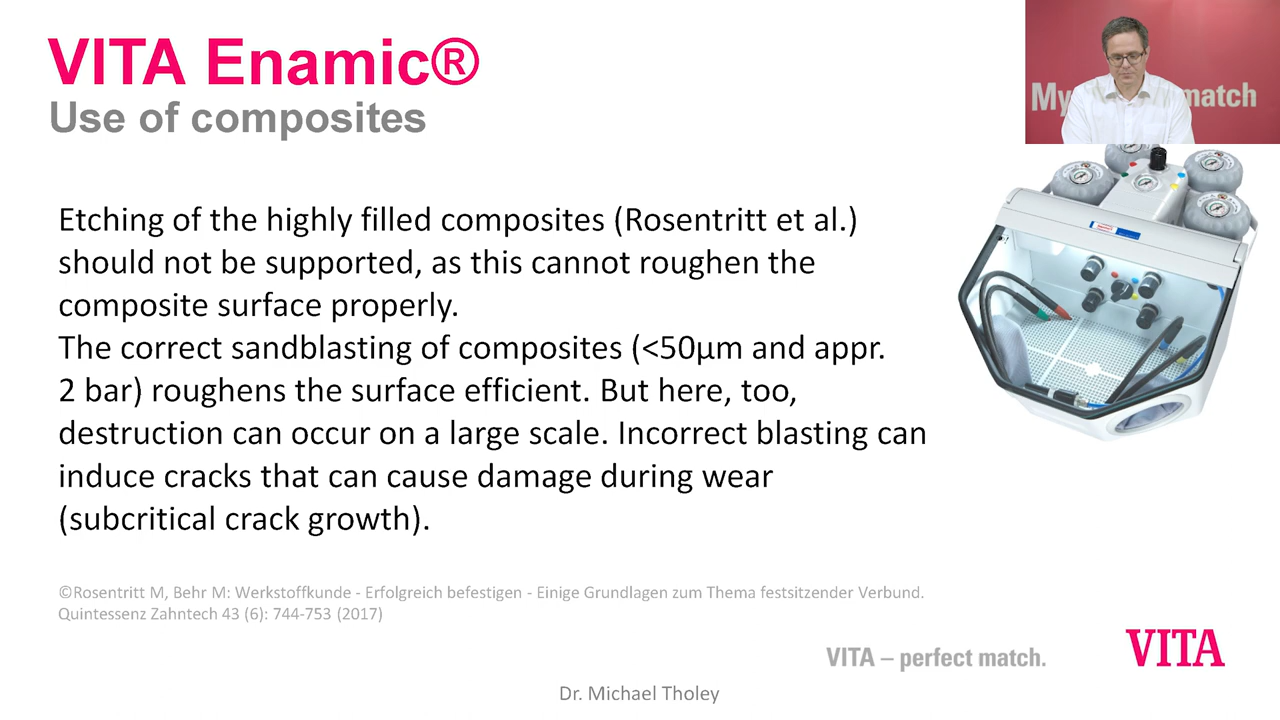 VITA Enamic®
Use of composites
My match
Etching of the highly filled composites (Rosentritt et al.)
should not be supported, as this cannot roughen the
composite surface properly.
The correct sandblasting of composites (<50µm and appr.
2 bar) roughens the surface efficient. But here, too,
destruction can occur on a large scale. Incorrect blasting can
induce cracks that can cause damage during wear
(subcritical crack growth).
©Rosentritt M, Behr M: Werkstoffkunde - Erfolgreich befestigen - Einige Grundlagen zum Thema festsitzender Verbund.
Quintessenz Zahntech 43 (6): 744-753 (2017)
VITA – perfect match.
VITA
Dr. Michael Tholey